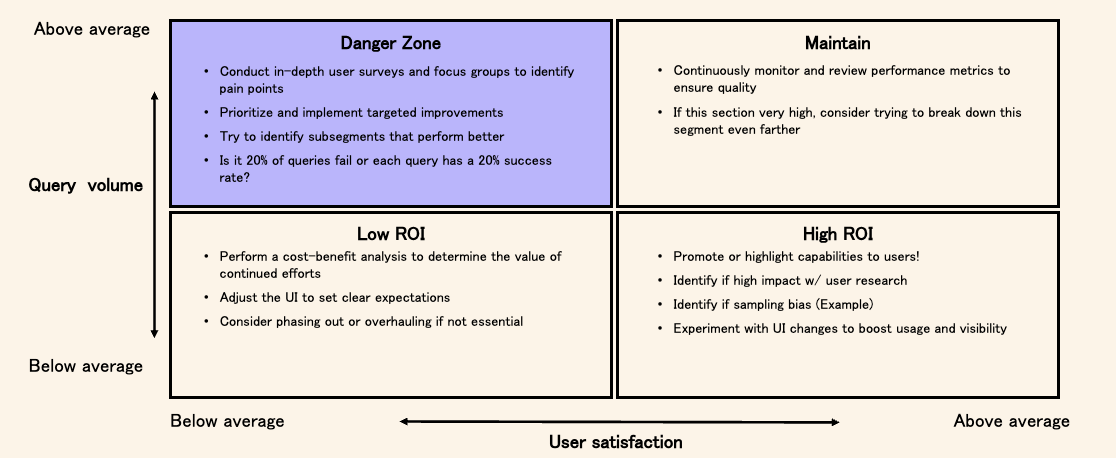 Above average
Danger Zone
• Conduct in-depth user surveys and focus groups to identify
pain points
• Prioritize and implement targeted improvements
• Try to identify subsegments that perform better
• Is it 20% of queries fail or each query has a 20% success
rate?
Maintain
• Continuously monitor and review performance metrics to
ensure quality
• If this section very high, consider trying to break down this
segment even farther
Query volume
Low ROI
• Perform a cost-benefit analysis to determine the value of
continued efforts
• Adjust the UI to set clear expectations
• Consider phasing out or overhauling if not essential
High ROI
• Promote or highlight capabilities to users!
• Identify if high impact w/ user research
• Identify if sampling bias (Example)
• Experiment with UI changes to boost usage and visibility
Below average
Below average
Above average
User satisfaction